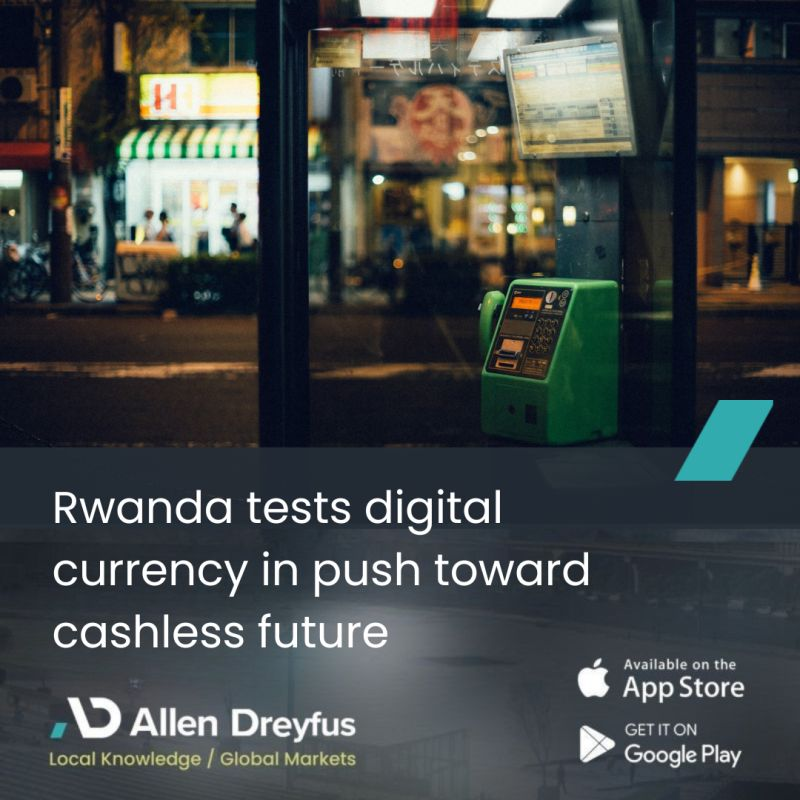 H
Rwanda tests digital
currency in push toward
cashless future
Allen Dreyfus
Local Knowledge / Global Markets
Available on the
App Store
GET IT ON
Google Play